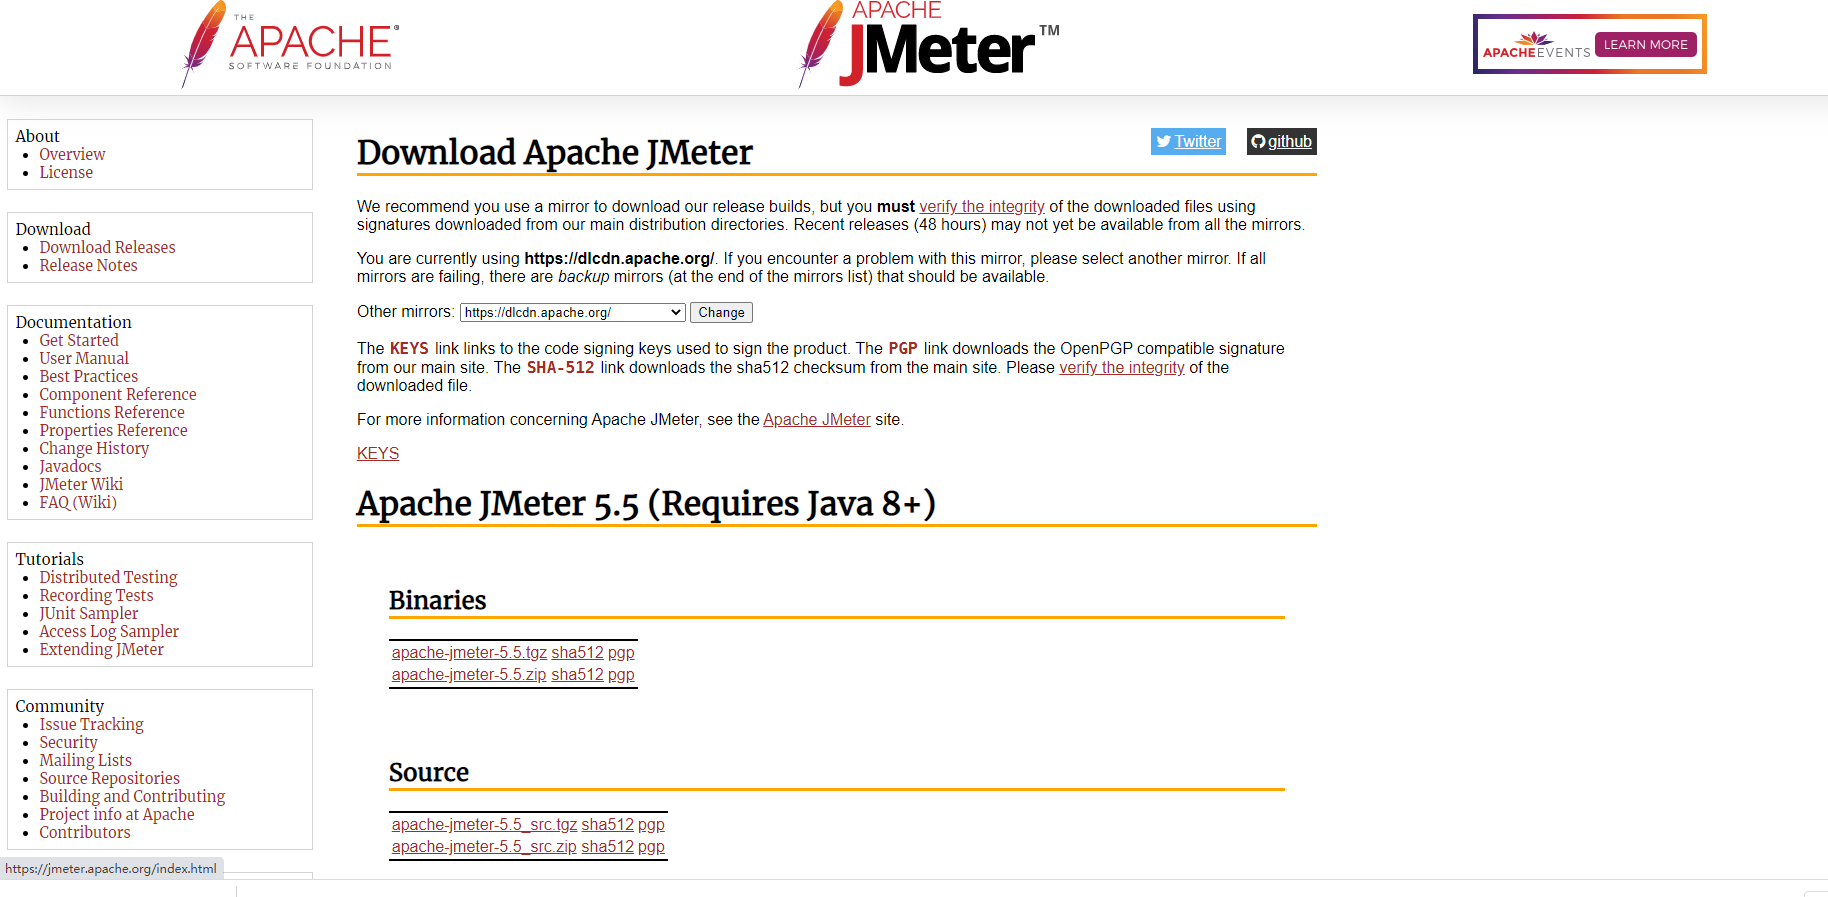 THE
APACHE®
SOFTWARE FOUNDATION
APACHE
JMeter™
APACHEEVENTS LEARN MORE
About
Overview
License
Download
Download Releases
Release Notes
Documentation
Get Started
User Manual
Best Practices
Component Reference
Functions Reference
Properties Reference
Change History
Javadocs
JMeter Wiki
FAQ (Wiki)
Tutorials
Distributed Testing
Recording Tests
JUnit Sampler
Access Log Sampler
Extending JMeter
Community
Issue Tracking
Security
Mailing Lists
Source Repositories
Building and Contributing
Project info at Apache
Contributors
https://jmeter.apache.org/index.html
Twitter github
Download Apache JMeter
We recommend you use a mirror to download our release builds, but you must verify the integrity of the downloaded files using
signatures downloaded from our main distribution directories. Recent releases (48 hours) may not yet be available from all the mirrors.
You are currently using https://dlcdn.apache.org/. If you encounter a problem with this mirror, please select another mirror. If all
mirrors are failing, there are backup mirrors (at the end of the mirrors list) that should be available.
Other mirrors: https://dlcdn.apache.org/ Change
The KEYS link links to the code signing keys used to sign the product. The PGP link downloads the OpenPGP compatible signature
from our main site. The SHA-512 link downloads the sha512 checksum from the main site. Please verify the integrity of the
downloaded file.
For more information concerning Apache JMeter, see the Apache JMeter site.
KEYS
Apache JMeter 5.5 (Requires Java 8+)
Binaries
apache-jmeter-5.5.tgz sha512 pgp
apache-jmeter-5.5.zip sha512 pgp
Source
apache-jmeter-5.5_src.tgz sha512 pgp
apache-jmeter-5.5_src.zip sha512 pgp